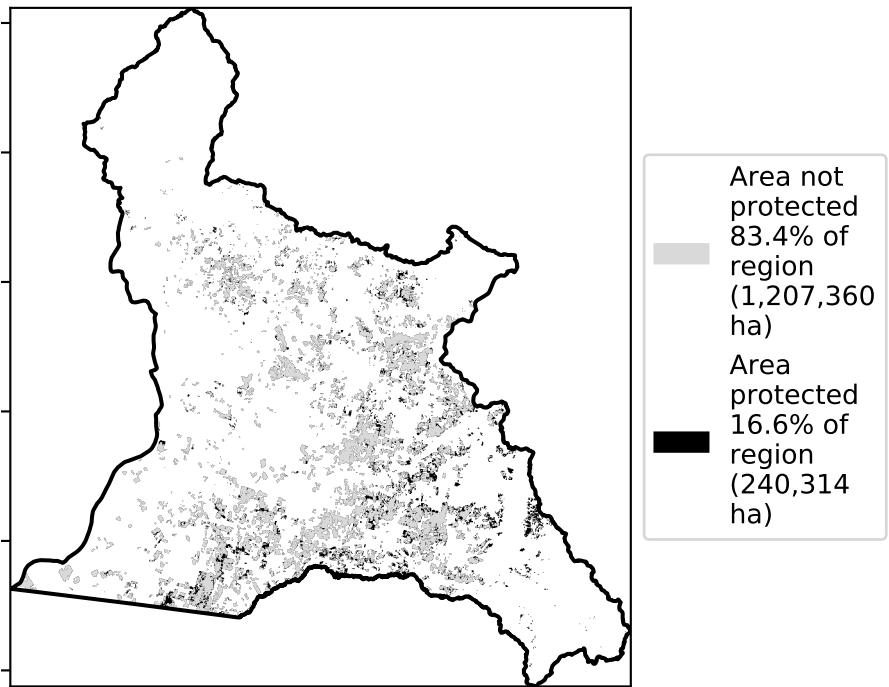 Area not
protected
83.4% of
region
(1,207,360
ha)
Area
protected
16.6% of
region
(240,314
ha)